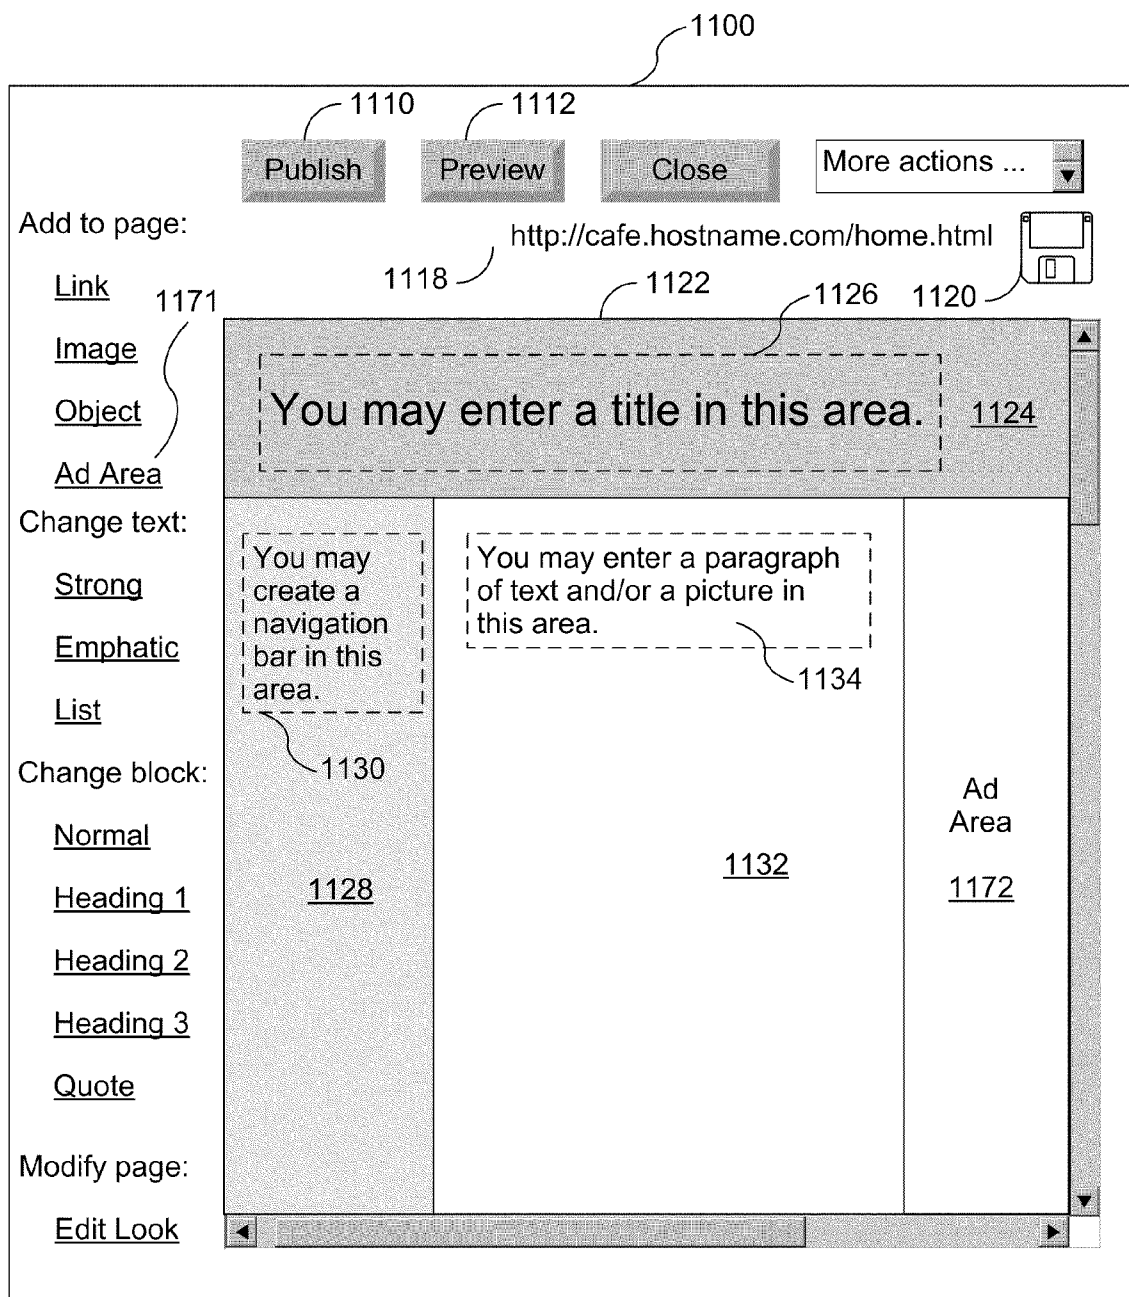 1100
1110
1112
Publish
Preview
Close
More actions ...
Add to page:
http://cafe.hostname.com/home.html
1118
1122
1126
1120
Link
1171
Image
Object
Ad Area
You may enter a title in this area.
1124
Change text:
Strong
Emphatic
List
You may
create a
navigation
bar in this
area.
1130
You may enter a paragraph
of text and/or a picture in
this area.
1134
Change block:
Normal
Heading 1
Heading 2
Heading 3
Quote
1128
1132
Ad
Area
1172
Modify page:
Edit Look